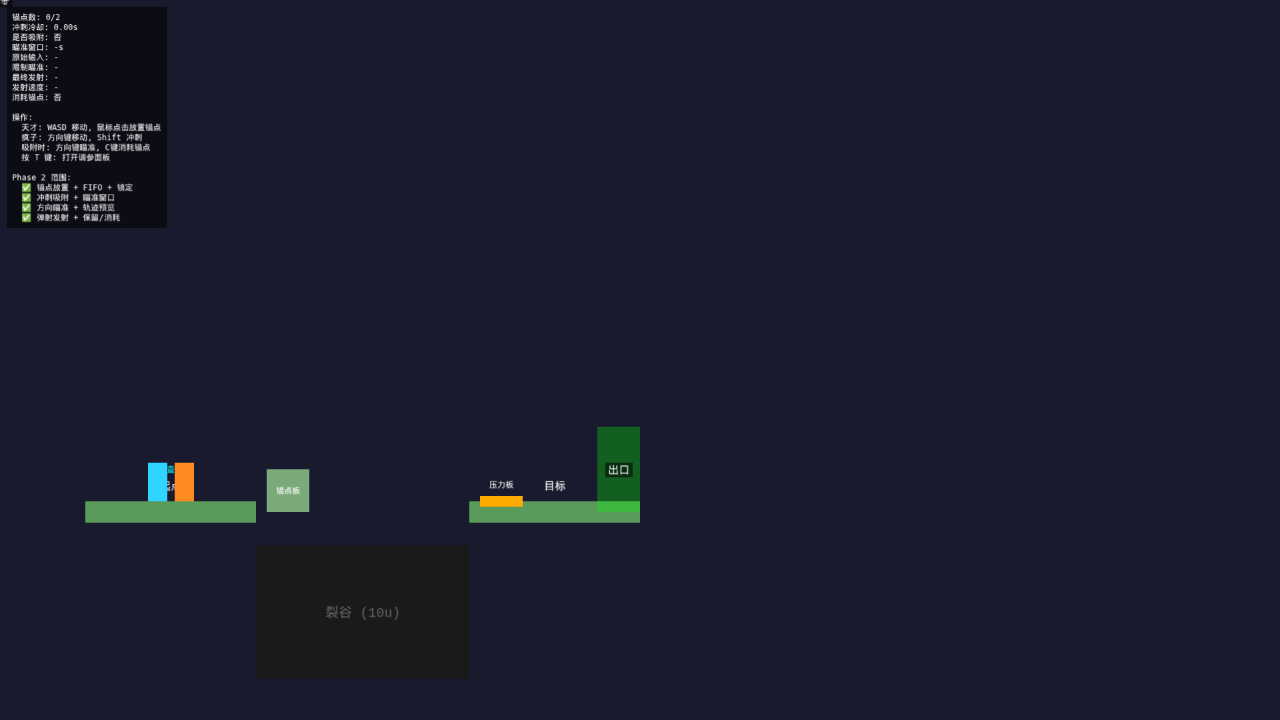 锚点数: 0/2
冲刺冷却: 0.00s
是否吸附: 否
瞄准窗口: -s
原始输入: -
限制瞄准: -
最终发射: -
发射速度: -
消耗锚点: 否
操作:
天才: WASD 移动, 鼠标点击放置锚点
疯子: 方向键移动, Shift 冲刺
吸附时: 方向键瞄准, C键消耗锚点
按 T 键: 打开调参面板
Phase 2 范围:
✅ 锚点放置 + FIFO + 锁定
✅ 冲刺吸附 + 瞄准窗口
✅ 方向瞄准 + 轨迹预览
✅ 弹射发射 + 保留/消耗
出口
压力板
目标
锚点板
裂谷 (10u)